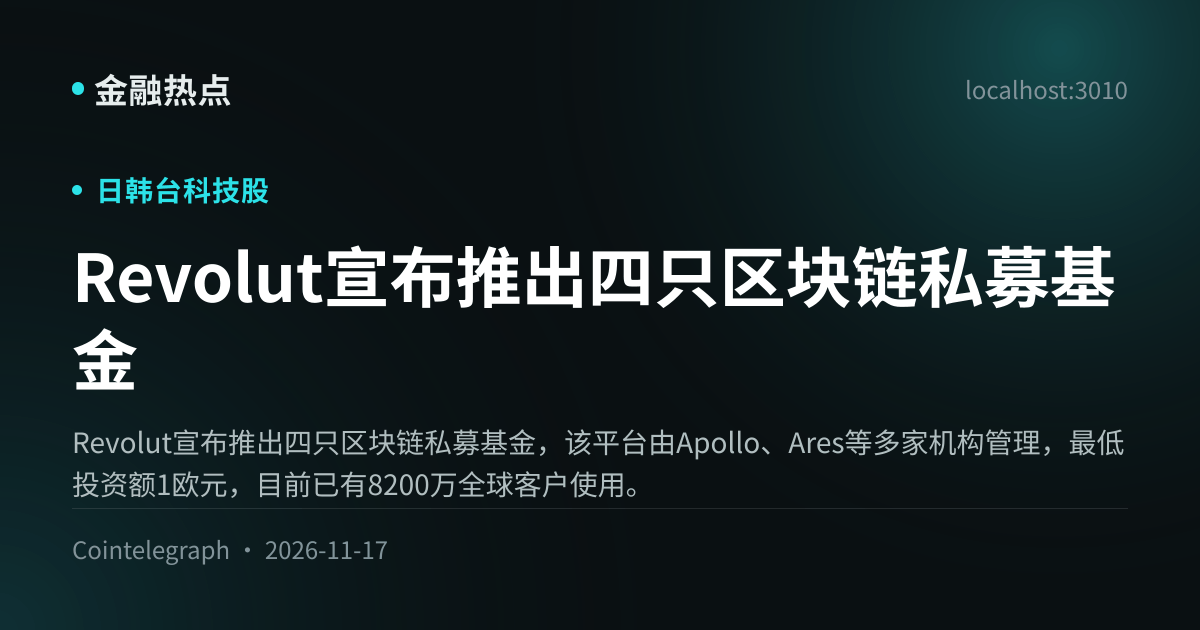 金融热点
localhost:3010
日韩台科技股
Revolut宣布推出四只区块链私募基
金
Revolut宣布推出四只区块链私募基金，该平台由Apollo、Ares等多家机构管理，最低
投资额1欧元，目前已有8200万全球客户使用。
Cointelegraph · 2026-11-17